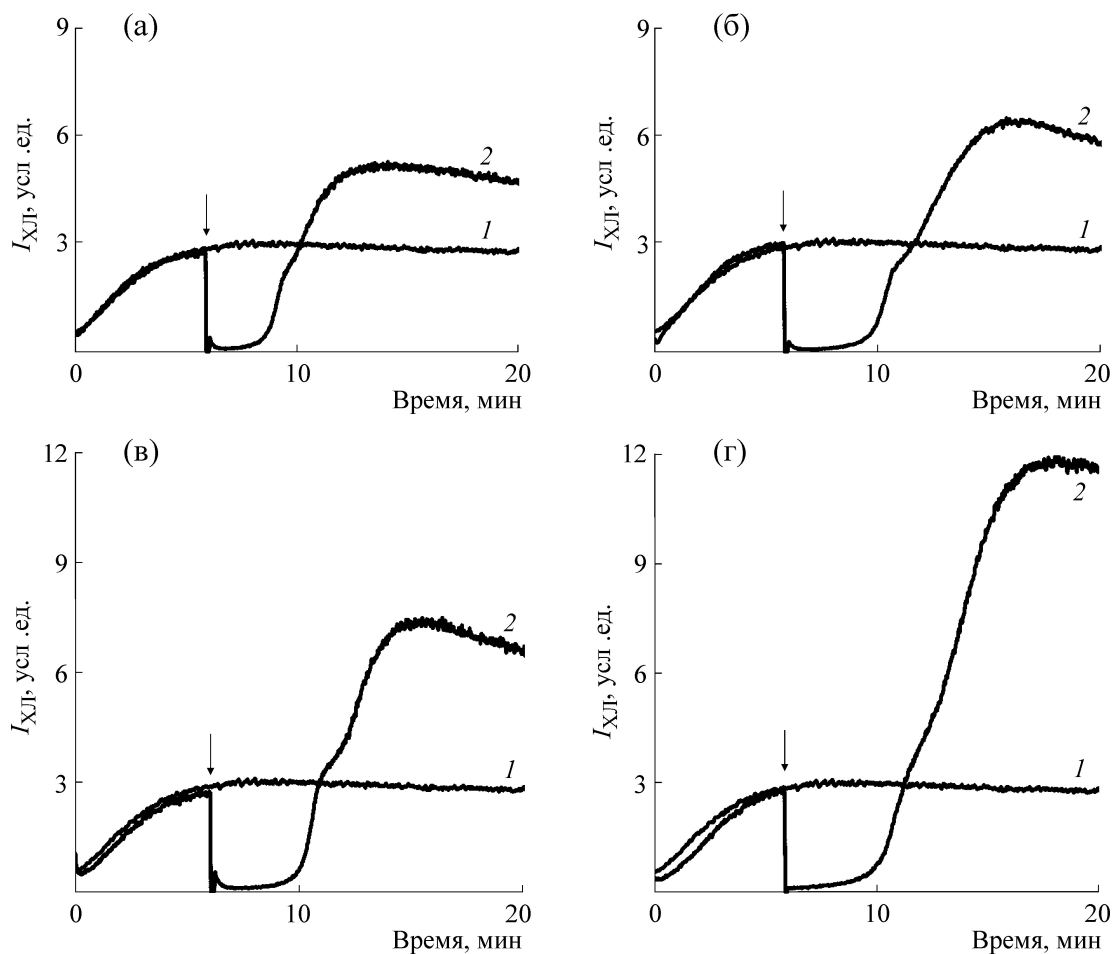 (а)
9
6
3
I_ХЛ, усл .ед.
2
1
0
10
20
Время, мин
(б)
9
6
3
I_ХЛ, усл .ед.
2
1
0
10
20
Время, мин
(в)
12
9
6
3
I_ХЛ, усл .ед.
2
1
0
10
20
Время, мин
(г)
12
9
6
3
I_ХЛ, усл .ед.
2
1
0
10
20
Время, мин